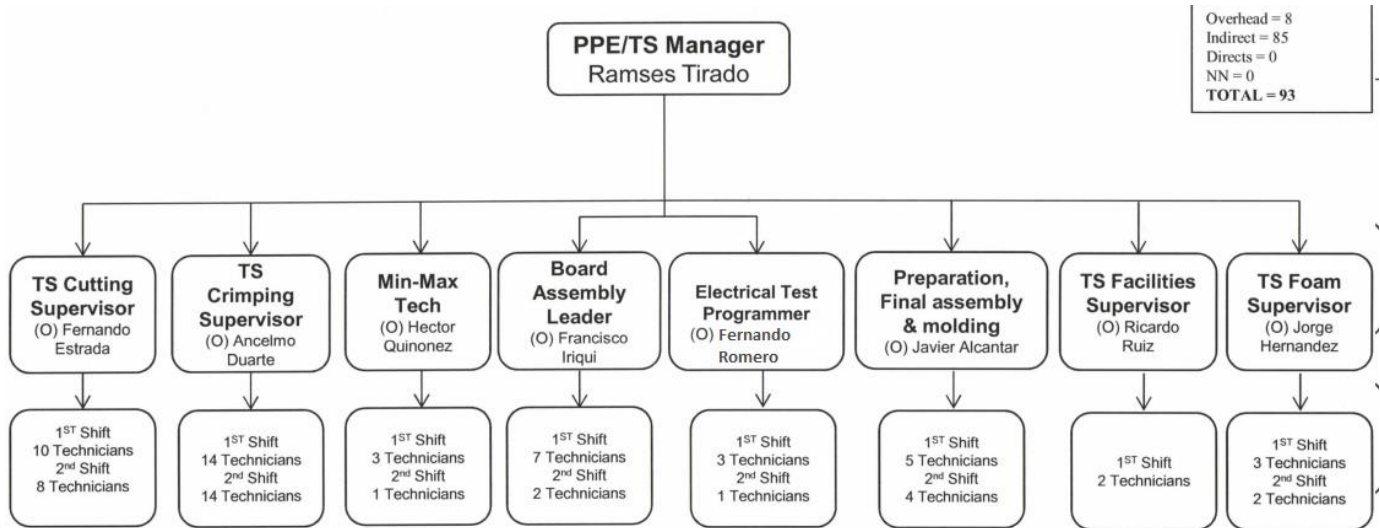 PPE/TS Manager
Ramses Tirado
Overhead = 8
Indirect = 85
Directs = 0
NN = 0
TOTAL = 93
TS Cutting
Supervisor
(O) Fernando
Estrada
TS
Crimping
Supervisor
(O) Ancelmo
Duarte
Min-Max
Tech
(O) Hector
Quinonez
Board
Assembly
Leader
(O) Francisco
Iriqui
Electrical Test
Programmer
(O) Fernando
Romero
Preparation,
Final assembly
& molding
(O) Javier Alcantar
TS Facilities
Supervisor
(O) Ricardo
Ruiz
TS Foam
Supervisor
(O) Jorge
Hernandez
1ST Shift
10 Technicians
2nd Shift
8 Technicians
1ST Shift
14 Technicians
2nd Shift
14 Technicians
1ST Shift
3 Technicians
2nd Shift
1 Technicians
1ST Shift
7 Technicians
2nd Shift
2 Technicians
1ST Shift
3 Technicians
2nd Shift
1 Technicians
1ST Shift
5 Technicians
2nd Shift
4 Technicians
1ST Shift
2 Technicians
1ST Shift
3 Technicians
2nd Shift
2 Technicians